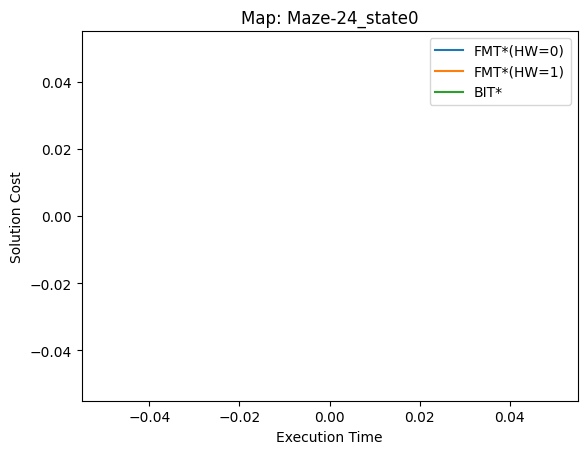 Map: Maze-24_state0
FMT*(HW=0)
FMT*(HW=1)
BIT*
Solution Cost
0.04
0.02
0.00
−0.02
−0.04
−0.04
−0.02
0.00
0.02
0.04
Execution Time